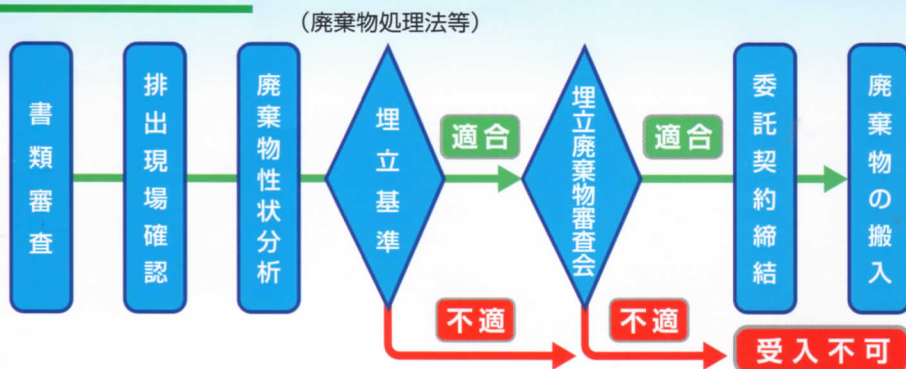 （廃棄物処理法等）
書類審査
排出現場確認
廃棄物性状分析
埋立基準
適合
埋立廃棄物審査会
適合
委託契約締結
廃棄物の搬入
不適
不適
受入不可